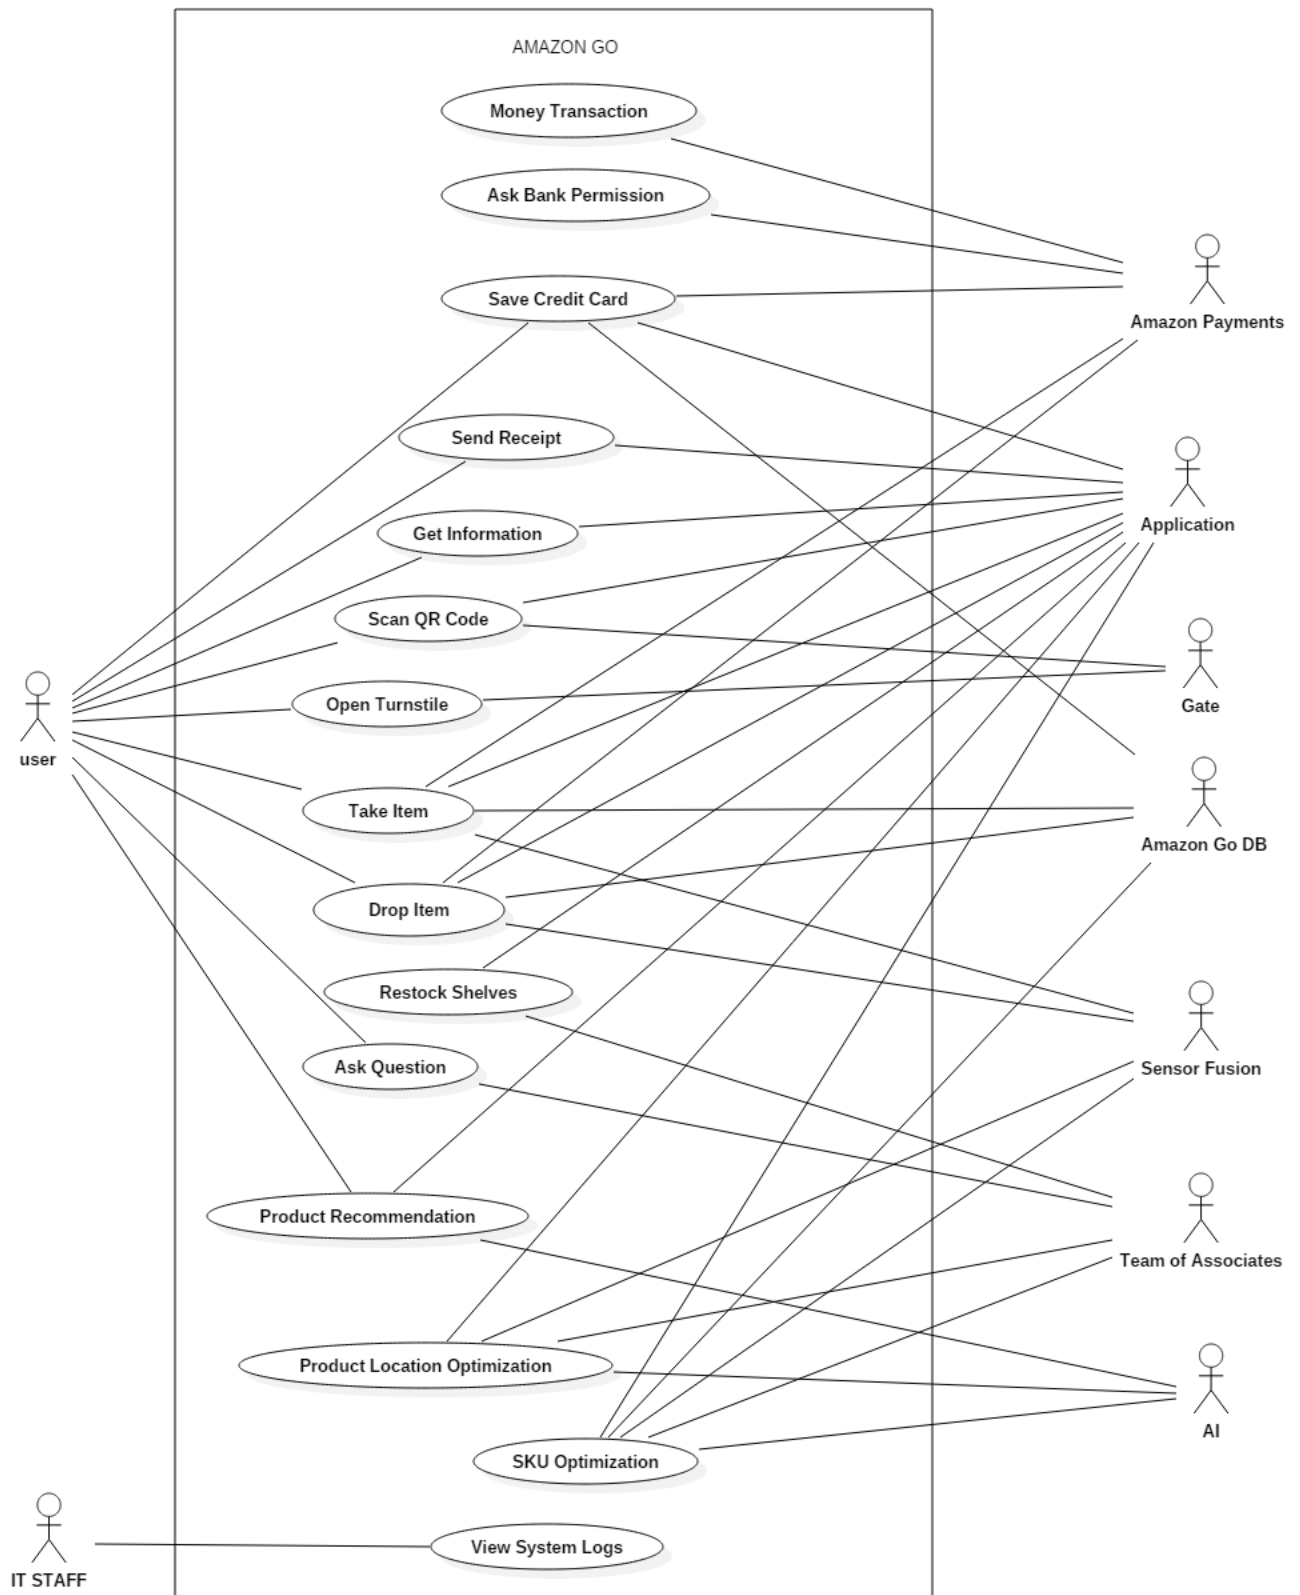 AMAZON GO
Money Transaction
Ask Bank Permission
Save Credit Card
Amazon Payments
Send Receipt
Application
Get Information
Scan QR Code
Open Turnstile
Gate
user
Take Item
Amazon Go DB
Drop Item
Restock Shelves
Ask Question
Sensor Fusion
Product Recommendation
Team of Associates
Product Location Optimization
AI
SKU Optimization
View System Logs
IT STAFF